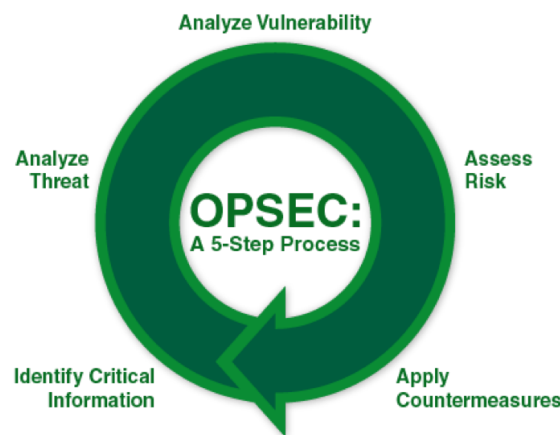 Analyze Vulnerability
Analyze
Threat
Assess
Risk
OPSEC:
A 5-Step Process
Identify Critical
Information
Apply
Countermeasures